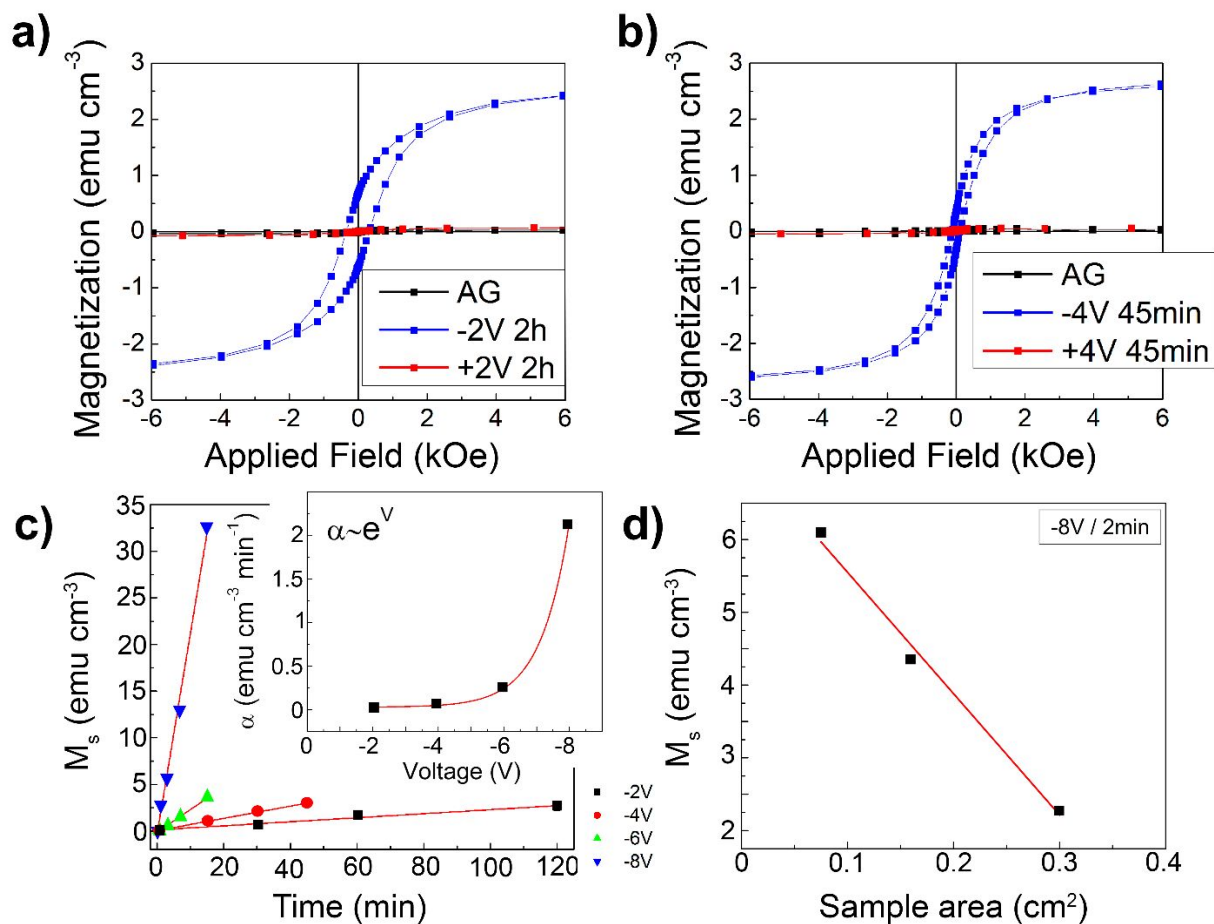 a)
Magnetization (emu cm-3)
3
2
1
0
-1
-2
-3
-6 -4 -2 0 2 4 6
Applied Field (kOe)
AG
-2V 2h
+2V 2h
b)
Magnetization (emu cm-3)
3
2
1
0
-1
-2
-3
-6 -4 -2 0 2 4 6
Applied Field (kOe)
AG
-4V 45min
+4V 45min
c)
Ms (emu cm-3)
35
30
25
20
15
10
5
0
0 20 40 60 80 100 120
Time (min)
α~eV
α (emu cm-3 min-1)
2
1.5
1
0.5
0
0 -2 -4 -6 -8
Voltage (V)
-2V
-4V
-6V
-8V
d)
-8V / 2min
Ms (emu cm-3)
6
5
4
3
2
0 0.1 0.2 0.3 0.4
Sample area (cm2)